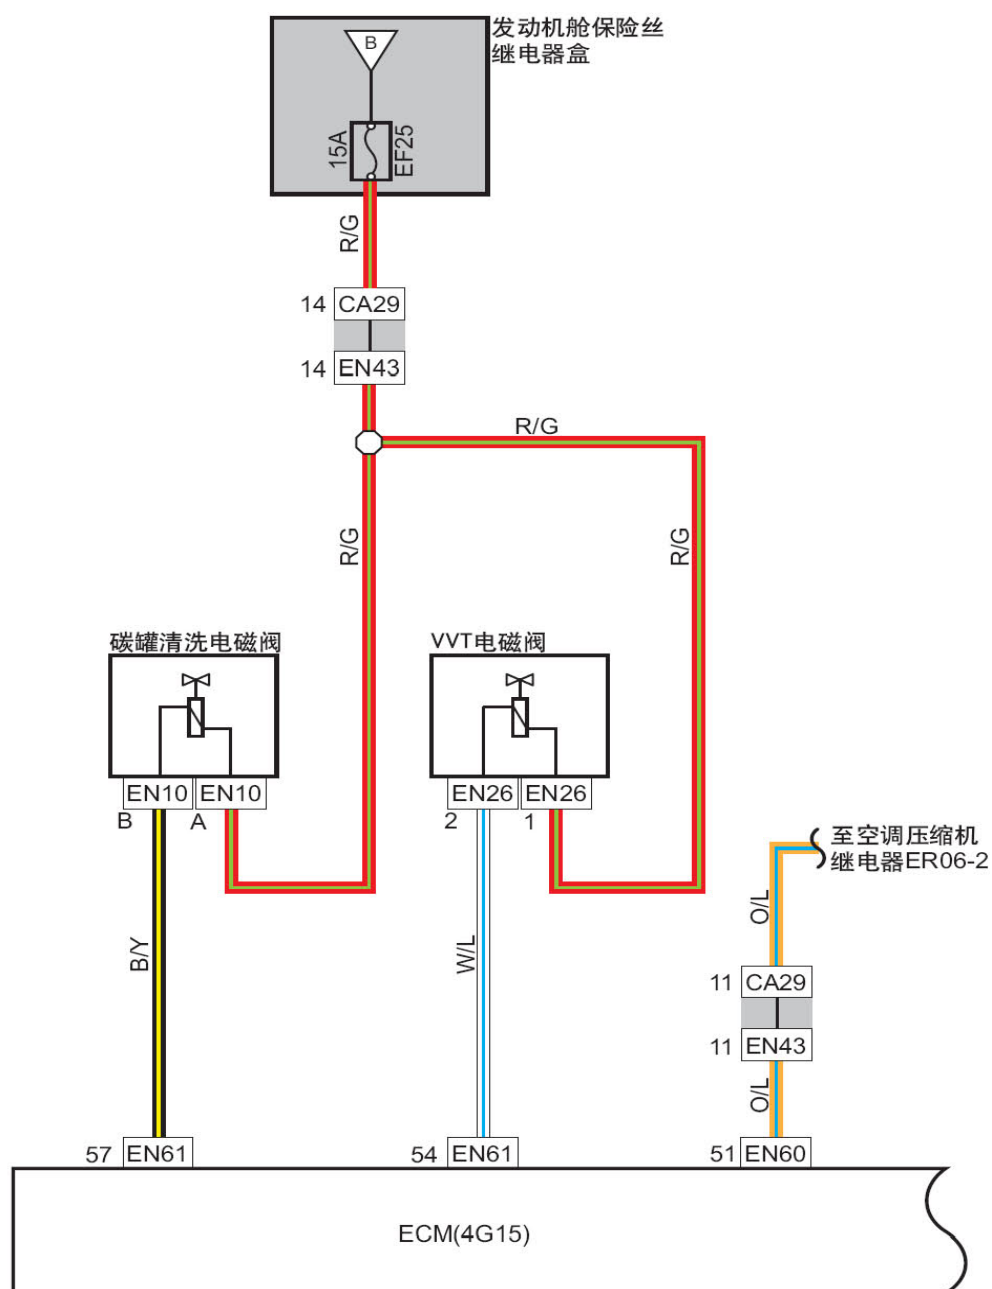 发动机舱保险丝
继电器盒
B
15A
EF25
R/G
14 CA29
14 EN43
R/G
R/G
R/G
碳罐清洗电磁阀
VVT电磁阀
EN10 EN10
B A
EN26 EN26
2 1
至空调压缩机
继电器ER06-2
O/L
B/Y
W/L
11 CA29
11 EN43
O/L
57 EN61
54 EN61
51 EN60
ECM(4G15)